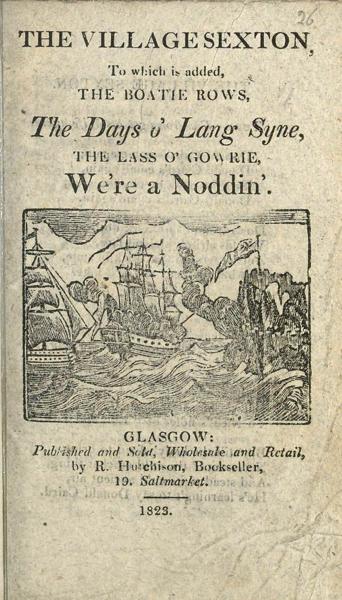 26
THE VILLAGE SEXTON,
To which is added,
THE BOATIE ROWS,
The Days o' Lang Syne,
THE LASS O' GOWRIE,
We're a Noddin'.
GLASGOW:
Published and Sold, Wholesale and Retail,
by R. Hutchison, Bookseller,
19. Saltmarket.
1823.